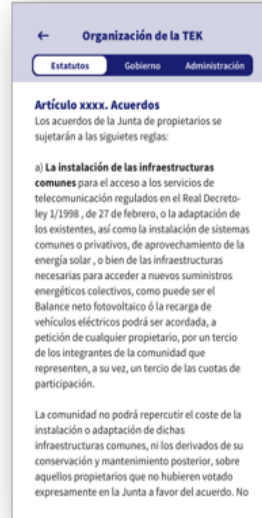 Organización de la TEK
Estatutos Gobierno Administración
Artículo xxxx. Acuerdos
Los acuerdos de la Junta de propietarios se
sujetarán a las siguietes reglas:
a) La instalación de las infraestructuras
comunes para el acceso a los servicios de
telecomunicación regulados en el Real Decreto-
ley 1/1998 , de 27 de febrero, o la adaptación de
los existentes, así como la instalación de sistemas
comunes o privativos, de aprovechamiento de la
energía solar , o bien de las infraestructuras
necesarias para acceder a nuevos suministros
energéticos colectivos, como puede ser el
Balance neto fotovoltaico ó la recarga de
vehículos eléctricos podrá ser acordada, a
petición de cualquier propietario, por un tercio
de los integrantes de la comunidad que
representen, a su vez, un tercio de las cuotas de
participación.
La comunidad no podrá repercutir el coste de la
instalación o adaptación de dichas
infraestructuras comunes, ni los derivados de su
conservación y mantenimiento posterior, sobre
aquellos propietarios que no hubieren votado
expresamente en la Junta a favor del acuerdo. No